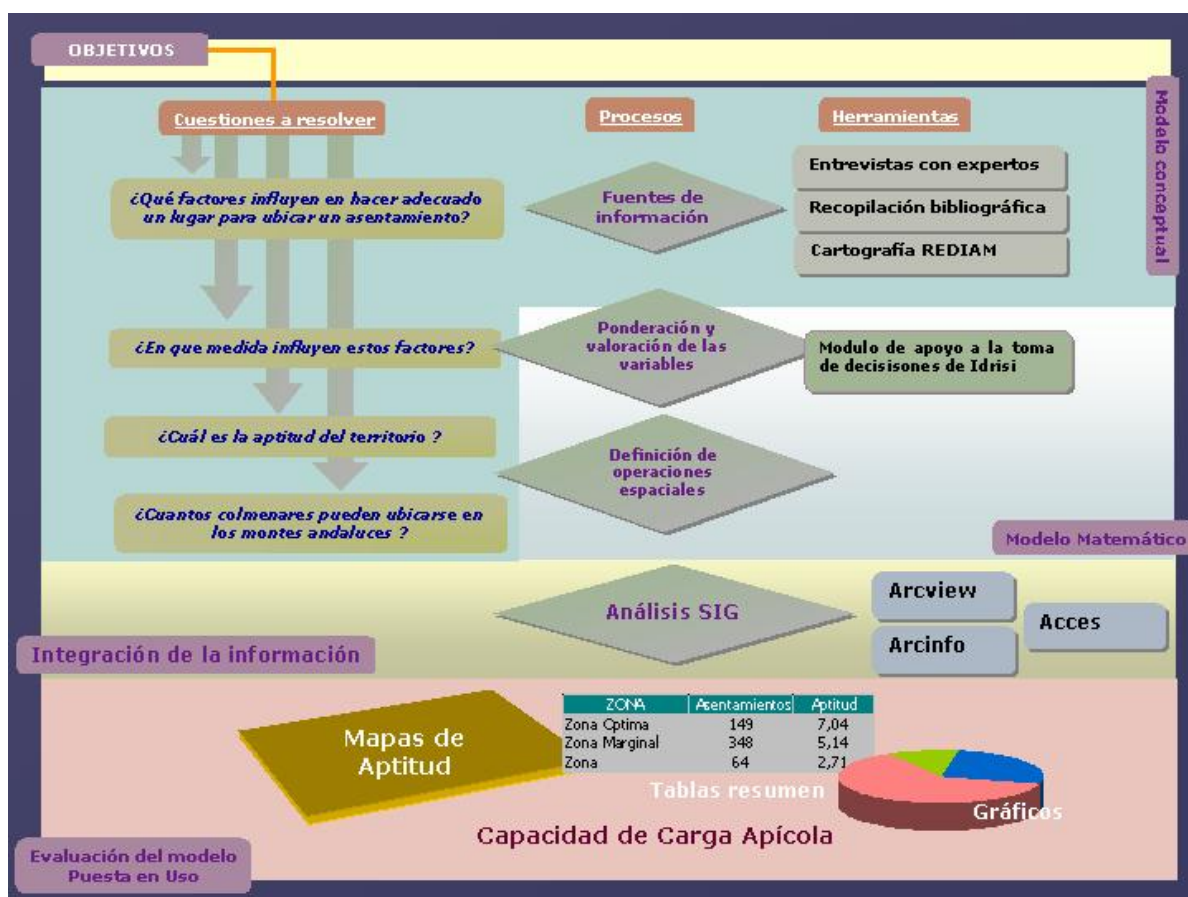 OBJETIVOS
Cuestiones a resolver
Procesos
Herramientas
Modelo conceptual
¿Qué factores influyen en hacer adecuado
un lugar para ubicar un asentamiento?
Fuentes de
información
Entrevistas con expertos
Recopilación bibliográfica
Cartografía REDIAM
¿En que medida influyen estos factores?
Ponderación y
valoración de las
variables
Modulo de apoyo a la toma
de decisisones de Idrisi
¿Cuál es la aptitud del territorio ?
Definición de
operaciones
espaciales
¿Cuantos colmenares pueden ubicarse en
los montes andaluces ?
Modelo Matemático
Análisis SIG
Arcview
Arcinfo
Acces
Integración de la información
Mapas de
Aptitud
ZONA Asentamientos Aptitud
Zona Optima 149 7,04
Zona Marginal 348 5,14
Zona 64 2,71
Tablas resumen
Gráficos
Capacidad de Carga Apícola
Evaluación del modelo
Puesta en Uso